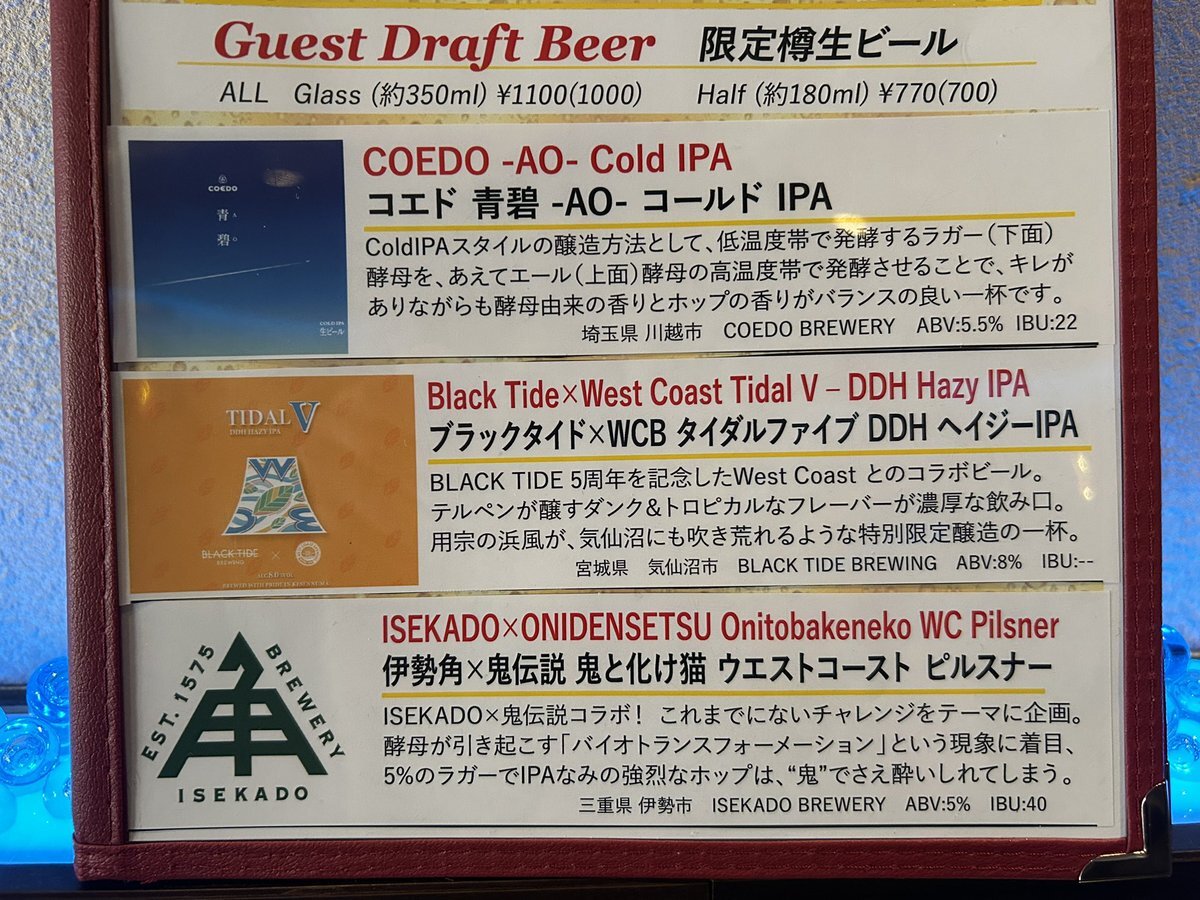 Guest Draft Beer 限定樽生ビール
ALL Glass (約350ml) ¥1100(1000) Half (約180ml) ¥770(700)
COEDO
青碧
AO
COLD IPA
生ビール
COEDO -AO- Cold IPA
コエド 青碧 -AO- コールド IPA
ColdIPAスタイルの醸造方法として、低温度帯で発酵するラガー（下面）
酵母を、あえてエール（上面）酵母の高温度帯で発酵させることで、キレが
ありながらも酵母由来の香りとホップの香りがバランスの良い一杯です。
埼玉県 川越市 COEDO BREWERY ABV:5.5% IBU:22
TIDAL V
DDH HAZY IPA
BLACK TIDE
BREWING
×
ALC 8.0%
BREWED WITH PRIDE IN KESENNUMA
Black Tide×West Coast Tidal V – DDH Hazy IPA
ブラックタイド×WCB タイダルファイブ DDH ヘイジーIPA
BLACK TIDE 5周年を記念したWest Coast とのコラボビール。
テルペンが醸すダンク&トロピカルなフレーバーが濃厚な飲み口。
用宗の浜風が、気仙沼にも吹き荒れるような特別限定醸造の一杯。
宮城県 気仙沼市 BLACK TIDE BREWING ABV:8% IBU:--
EST. 1575 BREWERY
ISEKADO
ISEKADO×ONIDENSETSU Onitobakeneko WC Pilsner
伊勢角×鬼伝説 鬼と化け猫 ウエストコースト ピルスナー
ISEKADO×鬼伝説コラボ！ これまでにないチャレンジをテーマに企画。
酵母が引き起こす「バイオトランスフォーメーション」という現象に着目、
5%のラガーでIPAなみの強烈なホップは、“鬼”でさえ酔いしれてしまう。
三重県 伊勢市 ISEKADO BREWERY ABV:5% IBU:40